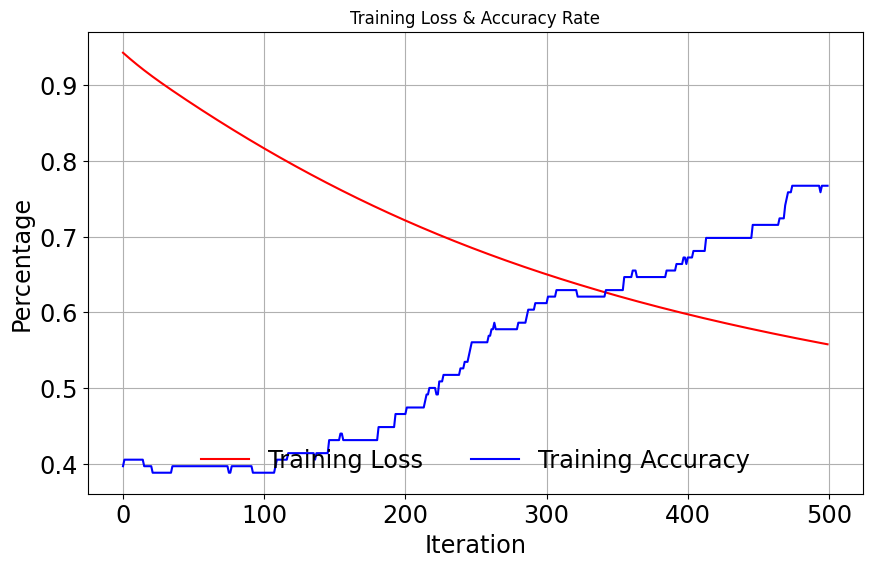 Training Loss & Accuracy Rate
Percentage
0.9
0.8
0.7
0.6
0.5
0.4
Training Loss
Training Accuracy
0 100 200 300 400 500
Iteration